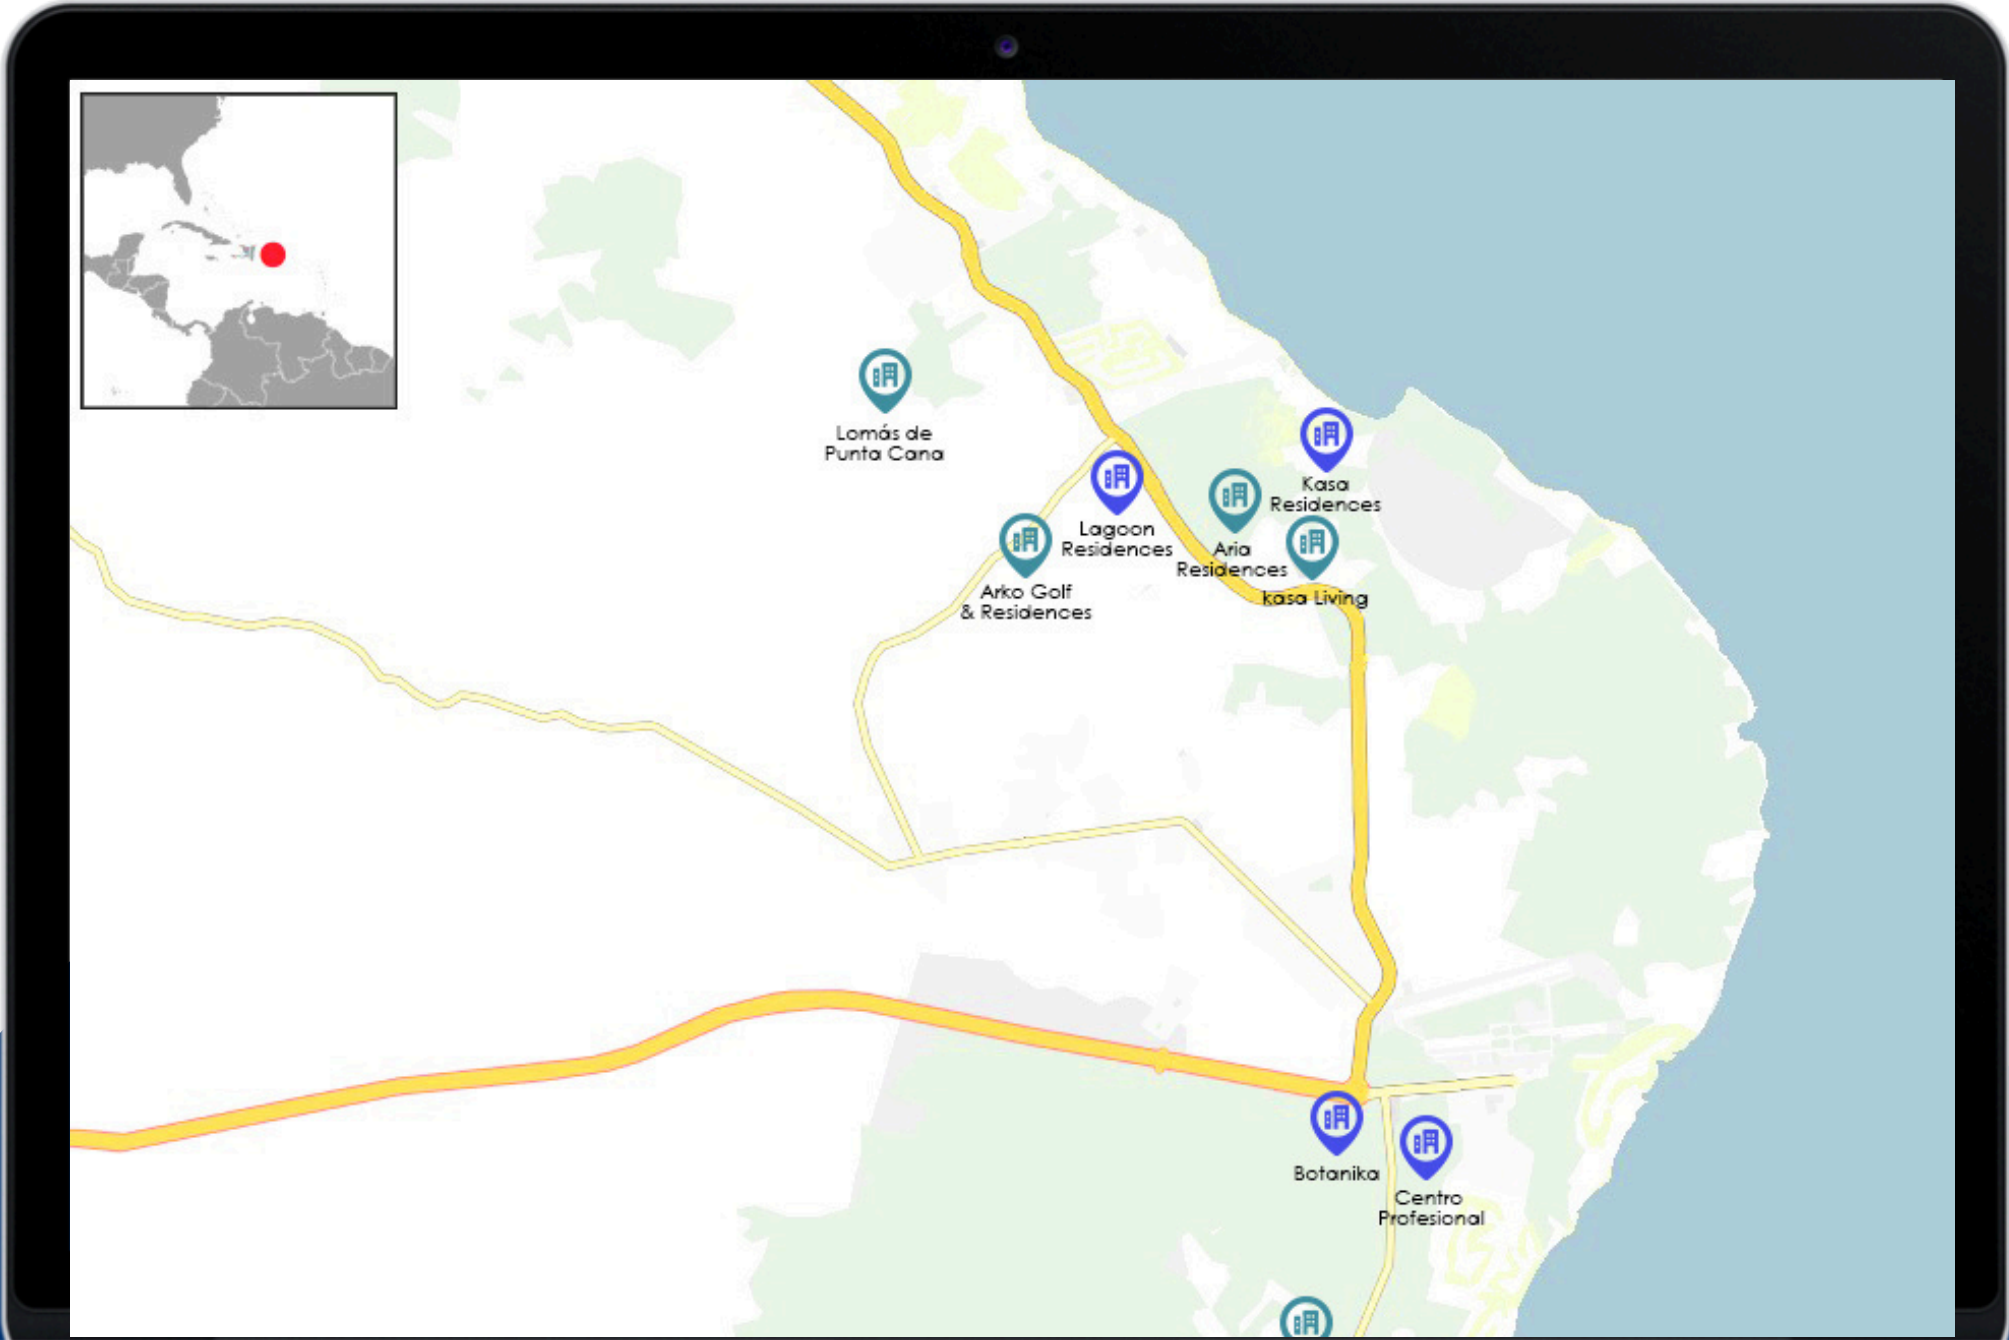 Lomás de
Punta Cana
Kasa
Residences
Lagoon
Residences
Aria
Residences
Arko Golf
& Residences
kasa Living
Botanika
Centro
Profesional